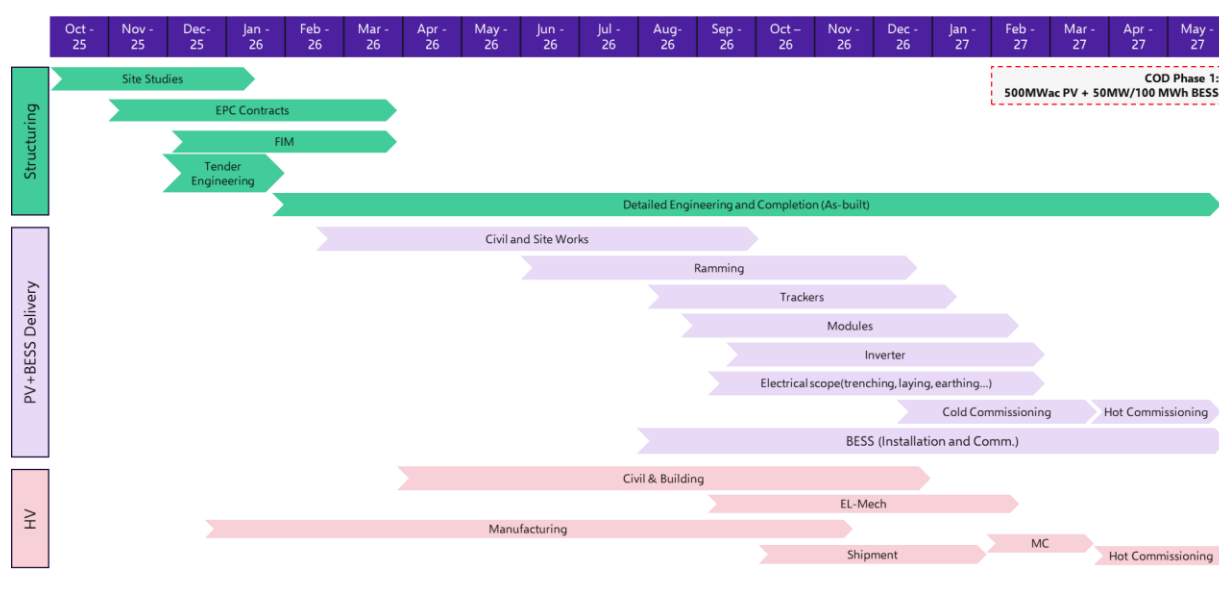 Oct -
25
Nov -
25
Dec-
25
Jan -
26
Feb -
26
Mar -
26
Apr -
26
May -
26
Jun -
26
Jul -
26
Aug-
26
Sep -
26
Oct –
26
Nov -
26
Dec -
26
Jan -
27
Feb -
27
Mar -
27
Apr -
27
May -
27
COD Phase 1:
500MWac PV + 50MW/100 MWh BESS
Structuring
Site Studies
EPC Contracts
FIM
Tender
Engineering
Detailed Engineering and Completion (As-built)
PV+BESS Delivery
Civil and Site Works
Ramming
Trackers
Modules
Inverter
Electrical scope(trenching, laying, earthing...)
Cold Commissioning
Hot Commissioning
BESS (Installation and Comm.)
HV
Civil & Building
EL-Mech
Manufacturing
MC
Shipment
Hot Commissioning